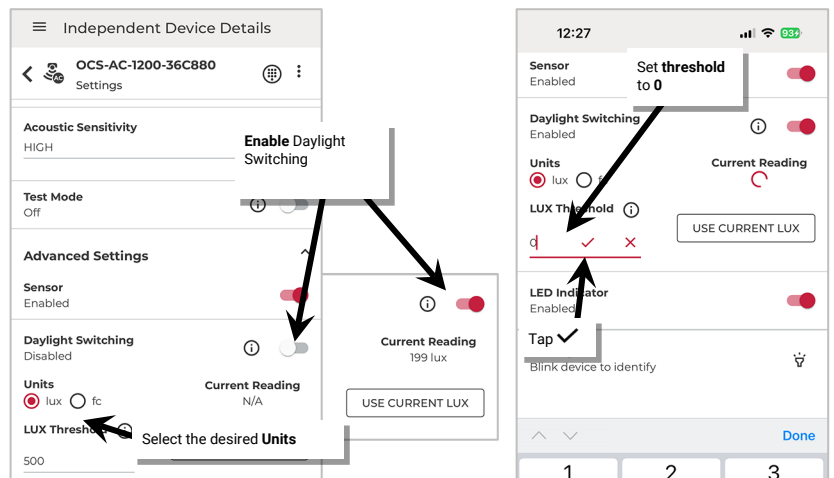 Independent Device Details
OCS-AC-1200-36C880
AC
Settings
Acoustic Sensitivity
HIGH
Enable Daylight
Switching
Test Mode
Off
Advanced Settings
Sensor
Enabled
Daylight Switching
Disabled
Units
lux
fc
Current Reading
N/A
LUX Threshold
Select the desired Units
500
Current Reading
199 lux
USE CURRENT LUX
12:27
93+
Sensor
Enabled
Set threshold
to 0
Daylight Switching
Enabled
Units
lux
Current Reading
LUX Threshold
USE CURRENT LUX
0
LED Indicator
Enabled
Tap
Blink device to identify
Done
1
2
3